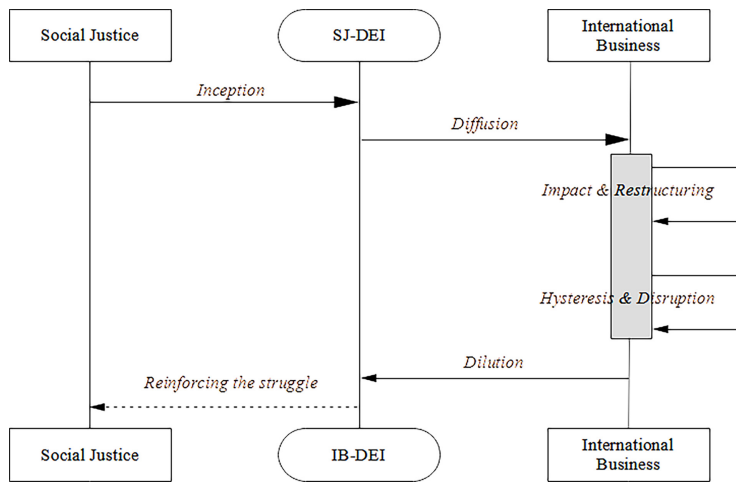 Social Justice
SJ-DEI
International
Business
Inception
Diffusion
Impact & Restructuring
Hysteresis & Disruption
Dilution
Reinforcing the struggle
Social Justice
IB-DEI
International
Business